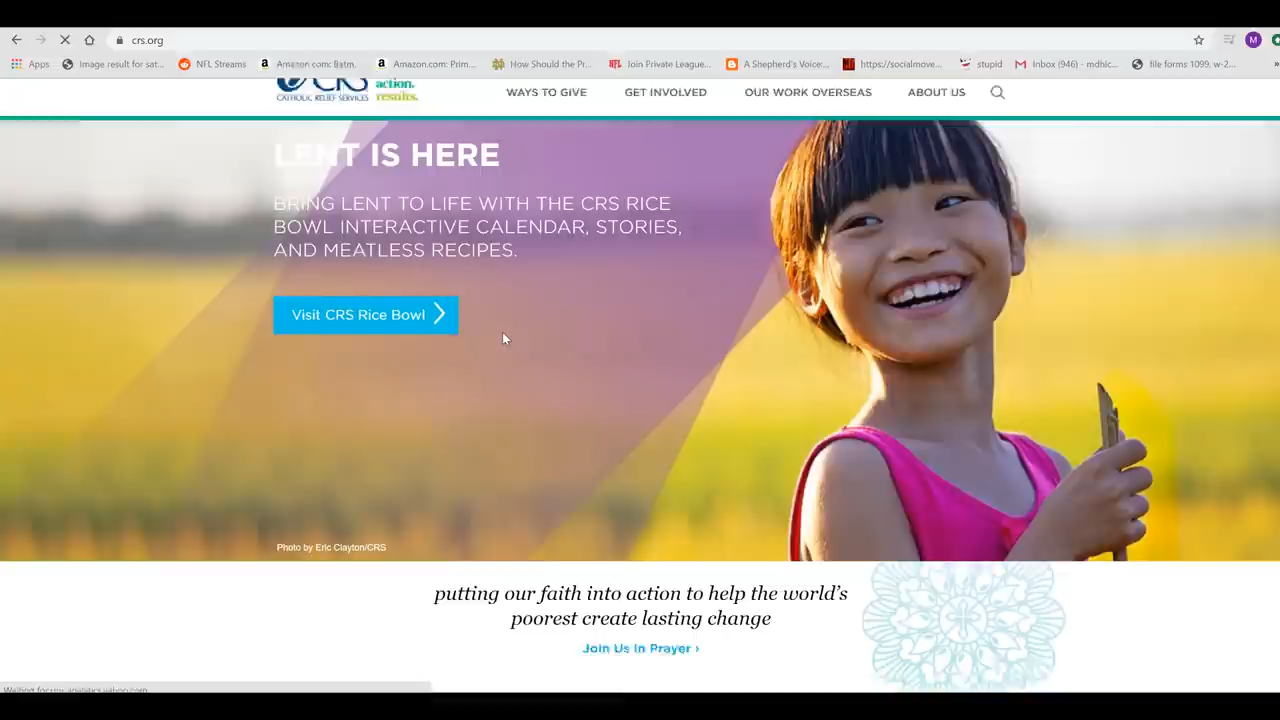 crs.org
M
Apps Image result for sat... NFL Streams Amazon.com: Batm. Amazon.com: Prim... How Should the Pr... Join Private League... A Shepherd's Voice:... https://socialmove... stupid Inbox (946) - mdhic... file forms 1099, w-2... »
CRS action.
CATHOLIC RELIEF SERVICES results.
WAYS TO GIVE GET INVOLVED OUR WORK OVERSEAS ABOUT US
LENT IS HERE
BRING LENT TO LIFE WITH THE CRS RICE
BOWL INTERACTIVE CALENDAR, STORIES,
AND MEATLESS RECIPES.
Visit CRS Rice Bowl
Photo by Eric Clayton/CRS
putting our faith into action to help the world's
poorest create lasting change
Join Us In Prayer ›